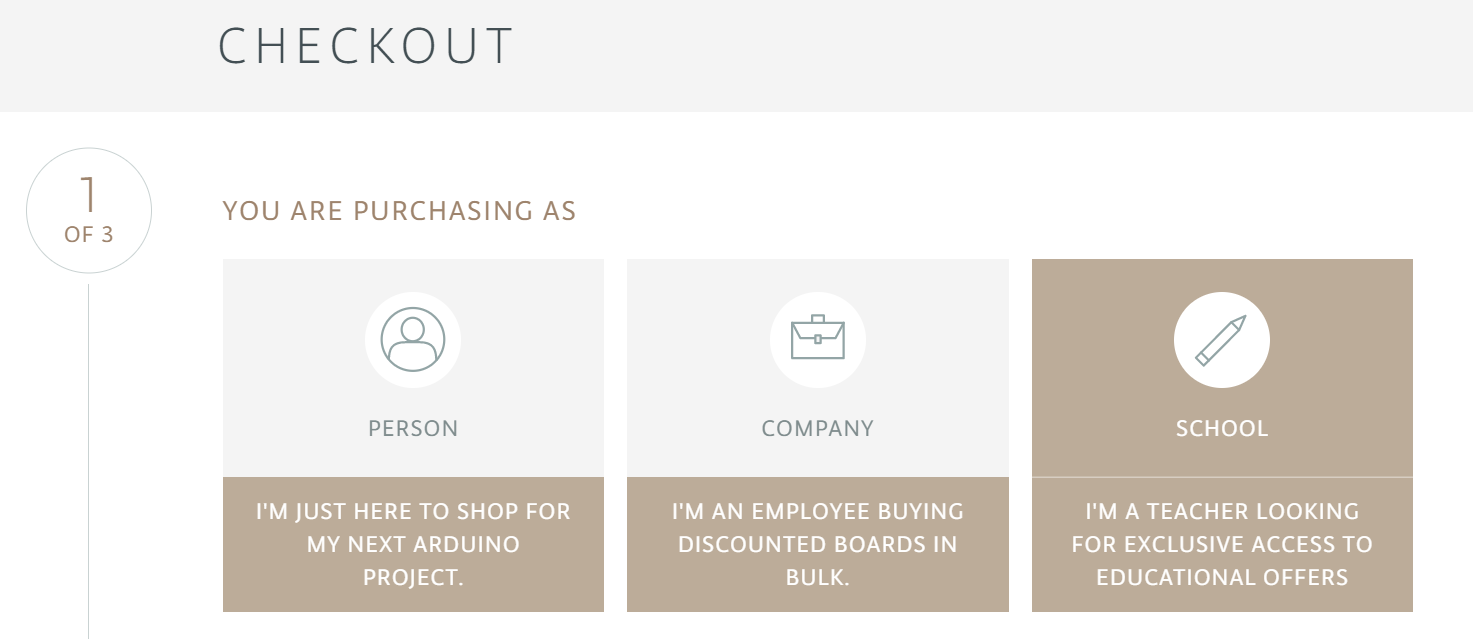 CHECKOUT
1
OF 3
YOU ARE PURCHASING AS
PERSON
I'M JUST HERE TO SHOP FOR
MY NEXT ARDUINO
PROJECT.
COMPANY
I'M AN EMPLOYEE BUYING
DISCOUNTED BOARDS IN
BULK.
SCHOOL
I'M A TEACHER LOOKING
FOR EXCLUSIVE ACCESS TO
EDUCATIONAL OFFERS